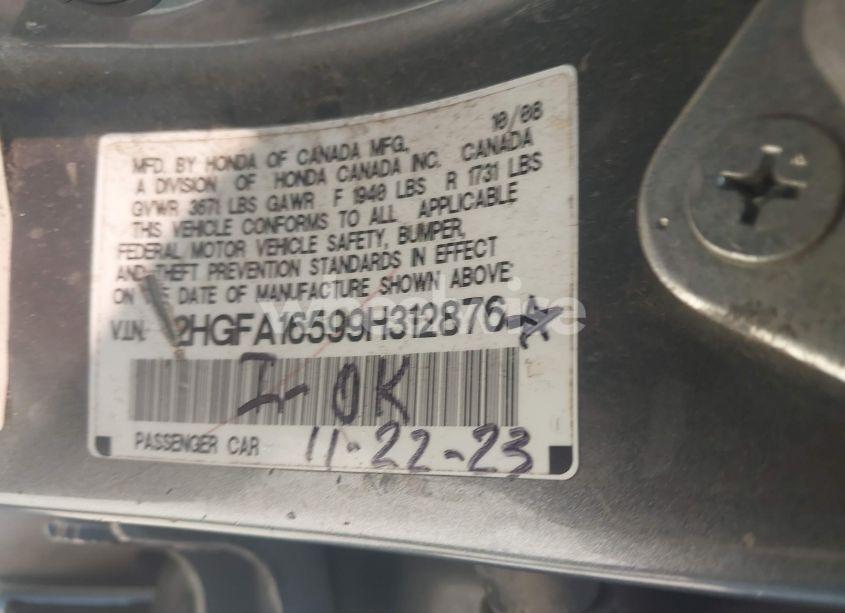 10/08
MFD. BY HONDA OF CANADA MFG.,
A DIVISION OF HONDA CANADA INC. CANADA
GVWR 3671 LBS GAWR F 1940 LBS R 1731 LBS
THIS VEHICLE CONFORMS TO ALL APPLICABLE
FEDERAL MOTOR VEHICLE SAFETY, BUMPER,
AND THEFT PREVENTION STANDARDS IN EFFECT
ON THE DATE OF MANUFACTURE SHOWN ABOVE:
V.I.N. 2HGFA16599H312876
I-OK
PASSENGER CAR 11-22-23